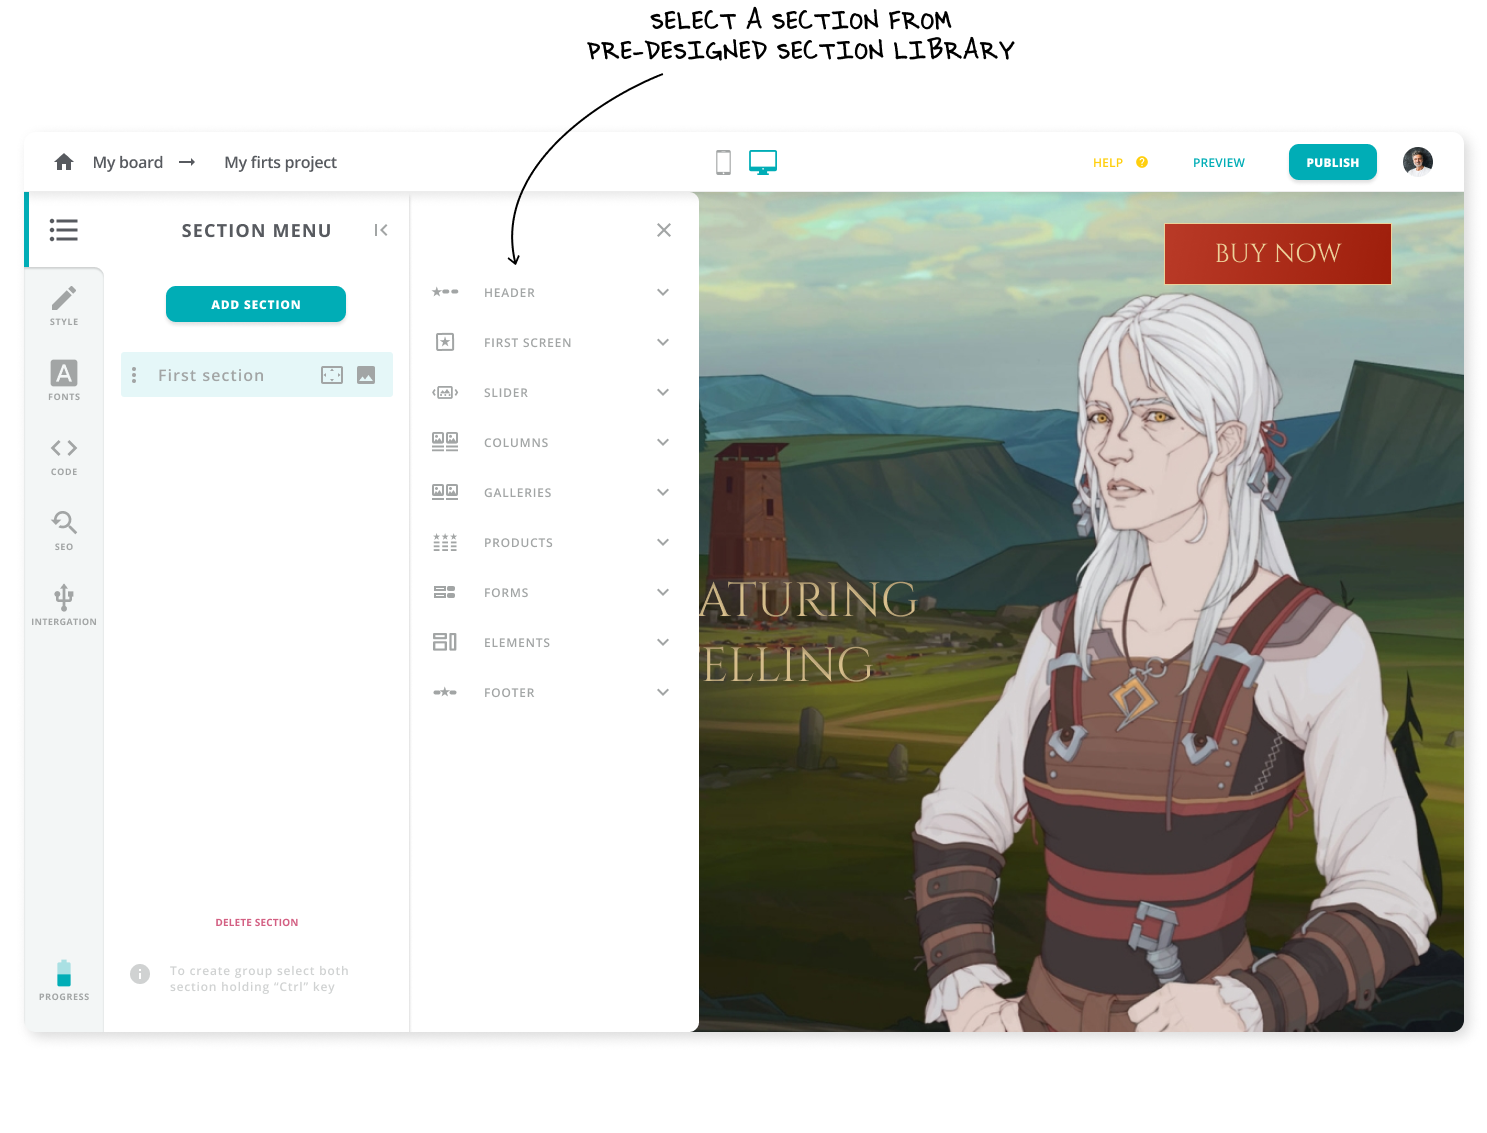 SELECT A SECTION FROM
PRE-DESIGNED SECTION LIBRARY
My board → My firts project
HELP ? PREVIEW PUBLISH
SECTION MENU
ADD SECTION
First section
DELETE SECTION
To create group select both
section holding “Ctrl” key
STYLE
A
FONTS
CODE
SEO
INTERGATION
PROGRESS
HEADER
FIRST SCREEN
SLIDER
COLUMNS
GALLERIES
PRODUCTS
FORMS
ELEMENTS
FOOTER
BUY NOW
ATURING
ELLING